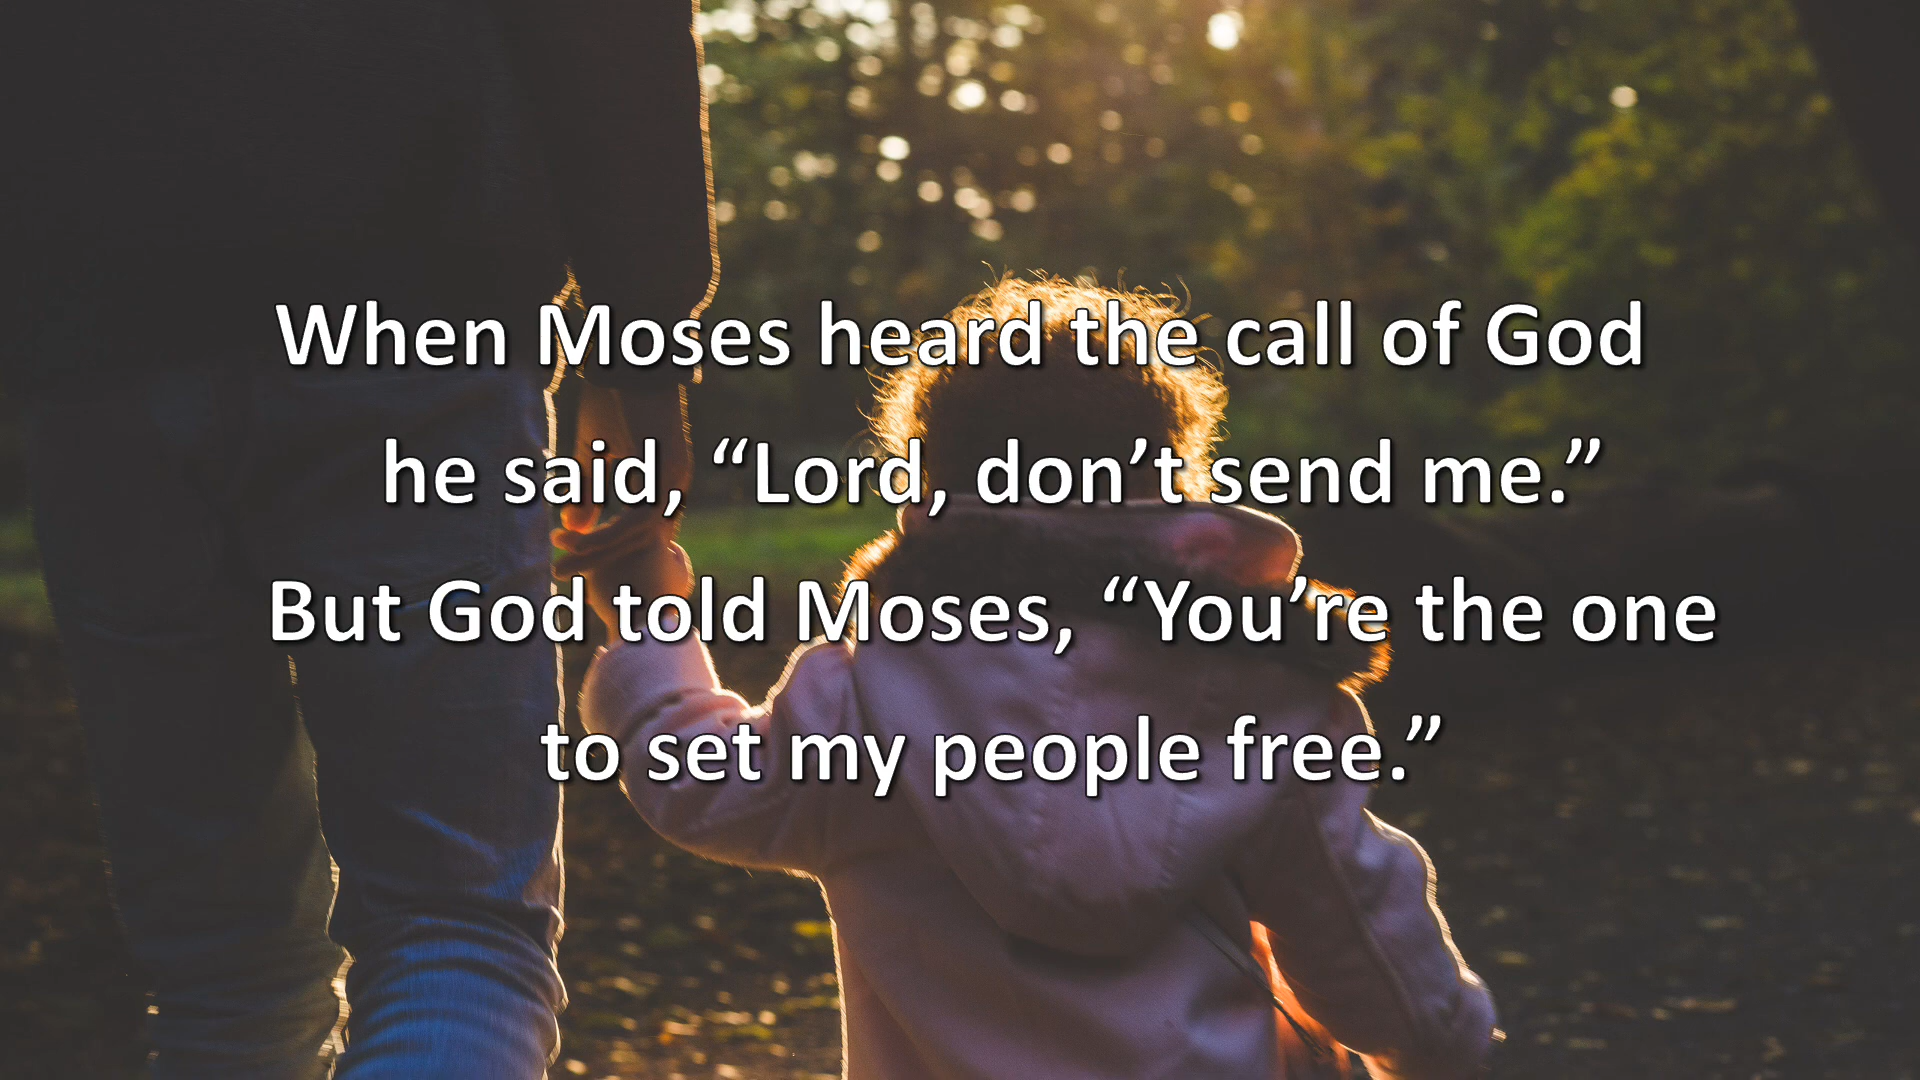 When Moses heard the call of God
he said, “Lord, don’t send me.”
But God told Moses, “You’re the one
to set my people free.”